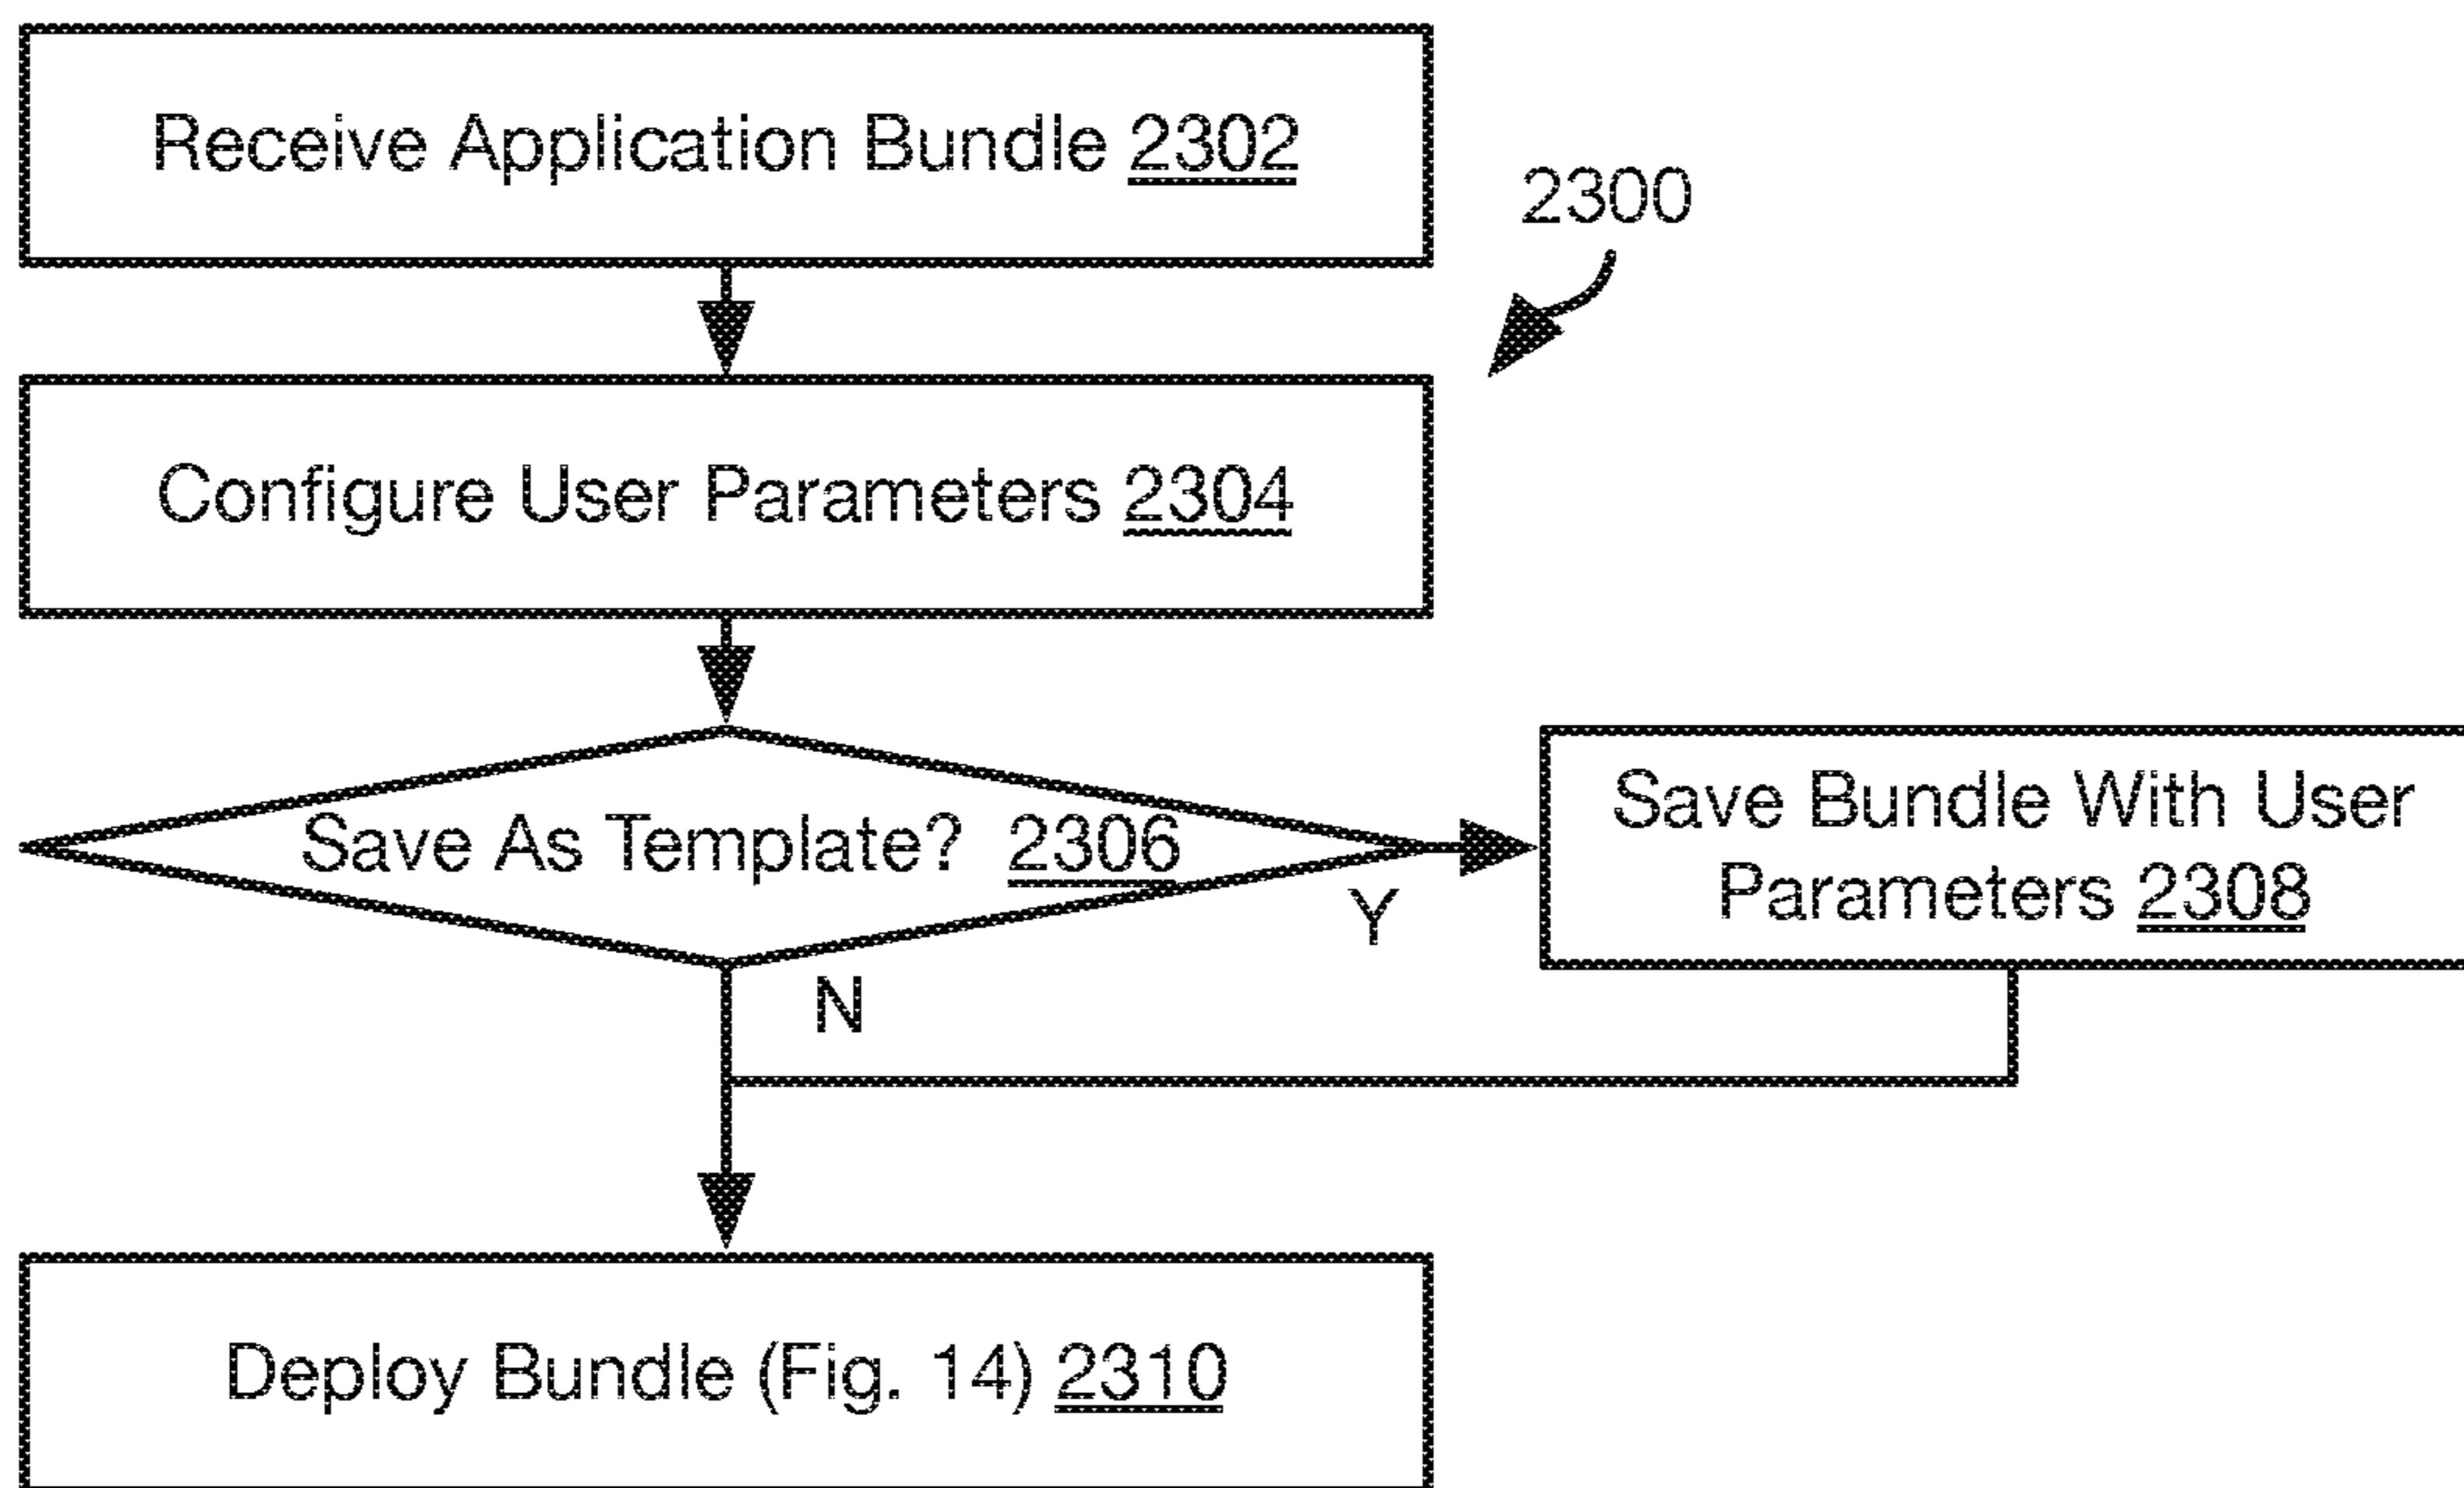 Receive Application Bundle 2302
2300
Configure User Parameters 2304
Save As Template? 2306
Y
Save Bundle With User
Parameters 2308
N
Deploy Bundle (Fig. 14) 2310